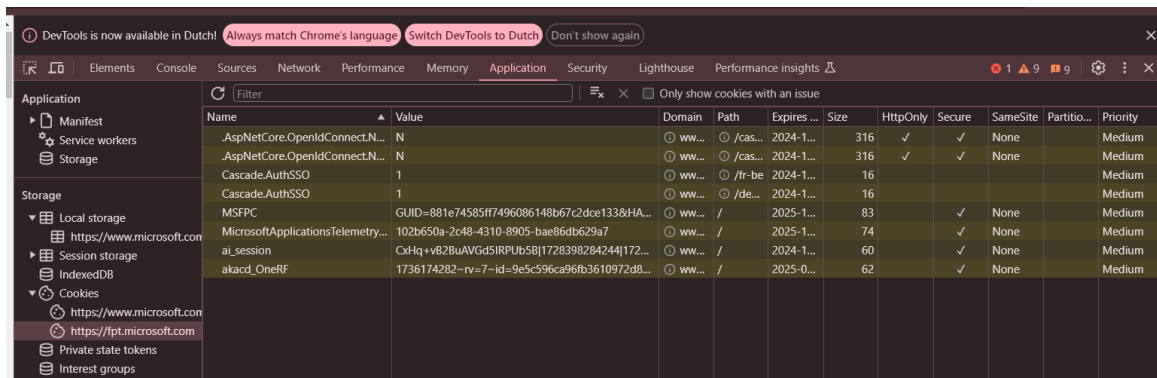 DevTools is now available in Dutch! Always match Chrome's language Switch DevTools to Dutch Don't show again
Elements Console Sources Network Performance Memory Application Security Lighthouse Performance insights 1 9 9
Application
Manifest
Service workers
Storage
Storage
Local storage
https://www.microsoft.com
Session storage
IndexedDB
Cookies
https://www.microsoft.com
https://fpt.microsoft.com
Private state tokens
Interest groups
Filter Only show cookies with an issue
Name Value Domain Path Expires ... Size HttpOnly Secure SameSite Partitio... Priority
.AspNetCore.OpenIdConnect.N... N ww... /cas... 2024-1... 316 ✓ ✓ None Medium
.AspNetCore.OpenIdConnect.N... N ww... /cas... 2024-1... 316 ✓ ✓ None Medium
Cascade.AuthSSO 1 ww... /fr-be 2024-1... 16 Medium
Cascade.AuthSSO 1 ww... /de... 2024-1... 16 Medium
MSFPC GUID=881e74585ff7496086148b67c2dce133&HA... ww... / 2025-1... 83 ✓ None Medium
MicrosoftApplicationsTelemetry... 102b650a-2c48-4310-8905-bae86db629a7 ww... / 2025-1... 74 ✓ None Medium
ai_session CxHq+vB2BuAVGd5IRPUb5B|1728398284244|172... ww... / 2024-1... 60 ✓ None Medium
akacd_OneRF 1736174282~rv=7~id=9e5c596ca96fb3610972d8... ww... / 2025-0... 62 ✓ None Medium